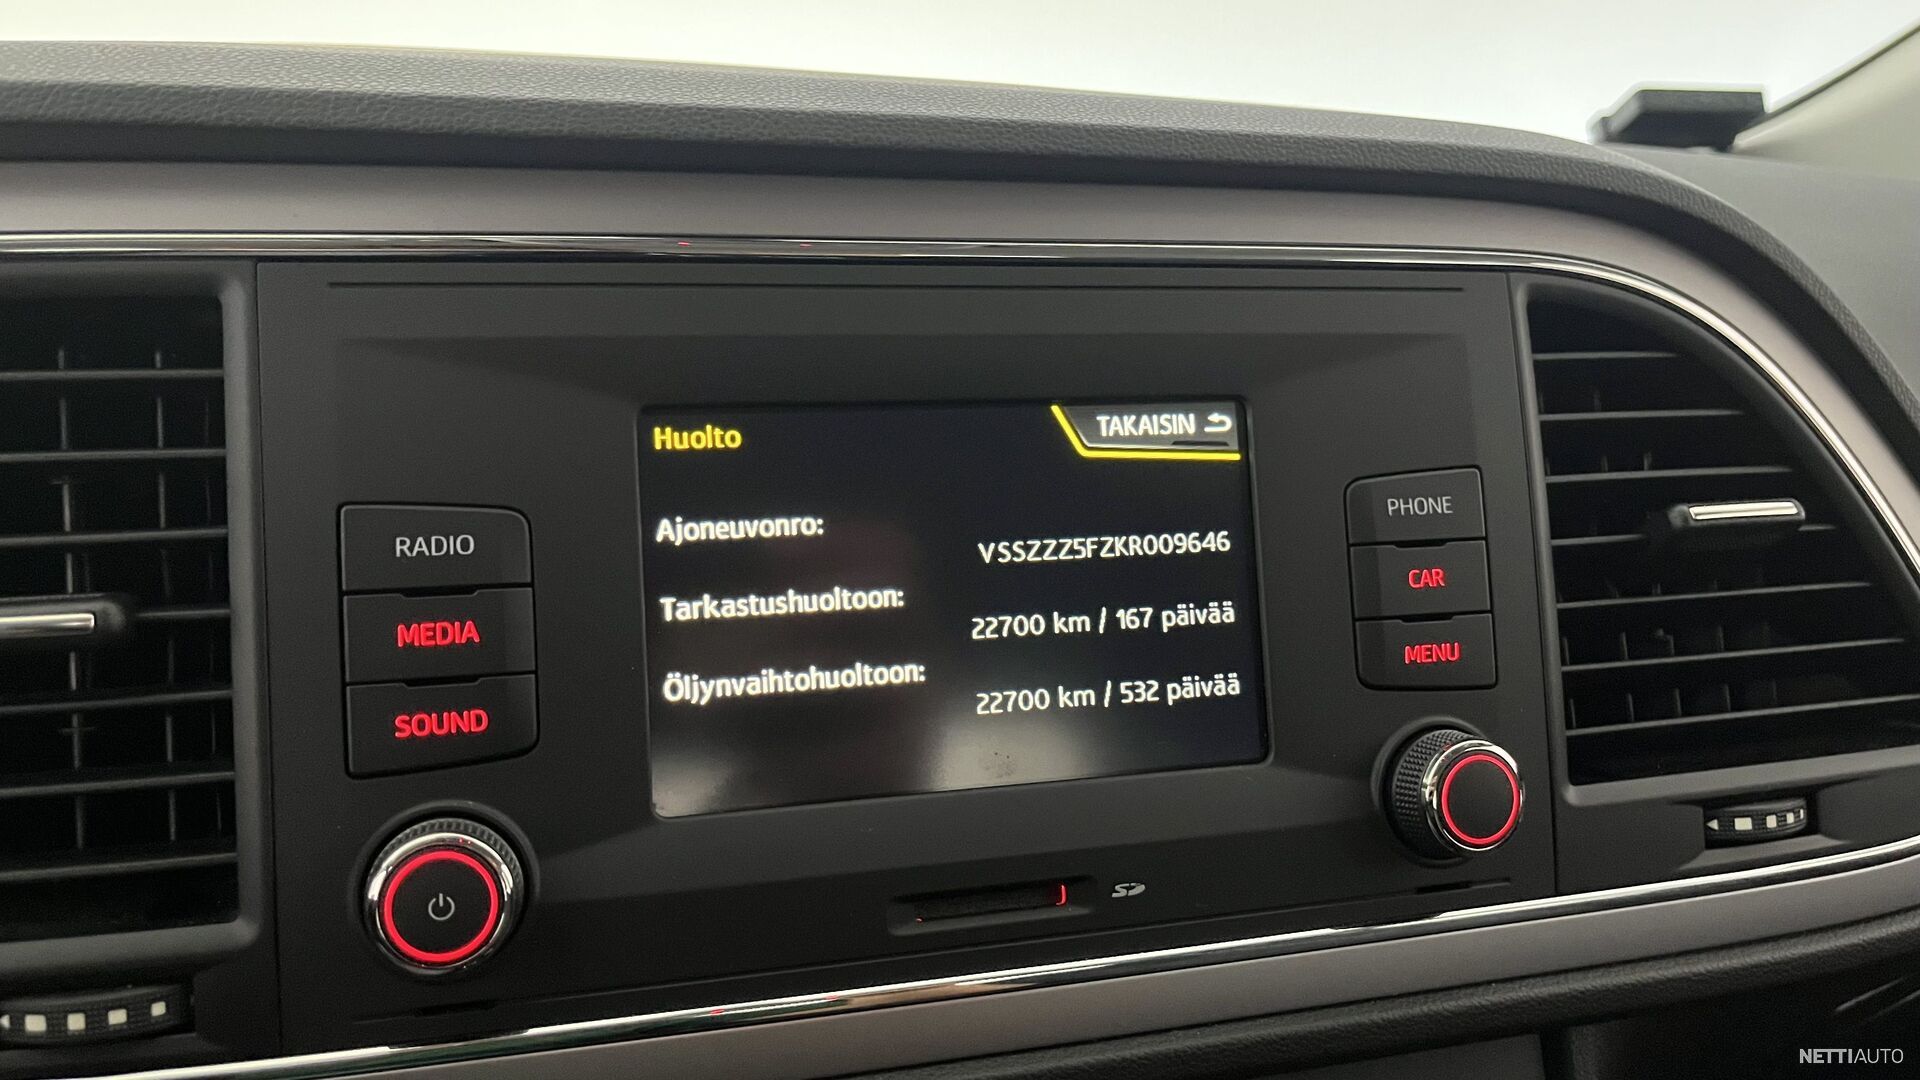 Huolto
TAKAISIN
Ajoneuvonro:
VSSZZZ5FZKR009646
Tarkastushuoltoon:
22700 km / 167 päivää
Öljynvaihtohuoltoon:
22700 km / 532 päivää
RADIO
MEDIA
SOUND
PHONE
CAR
MENU
SD
NETTIAUTO